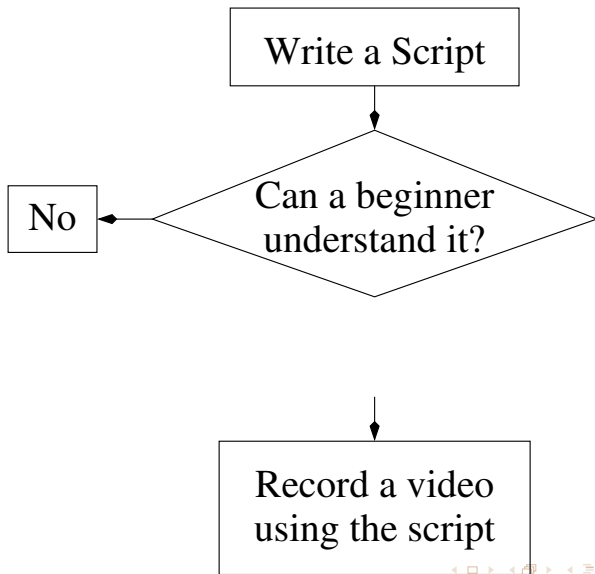 Write a Script
Can a beginner
understand it?
No
Record a video
using the script